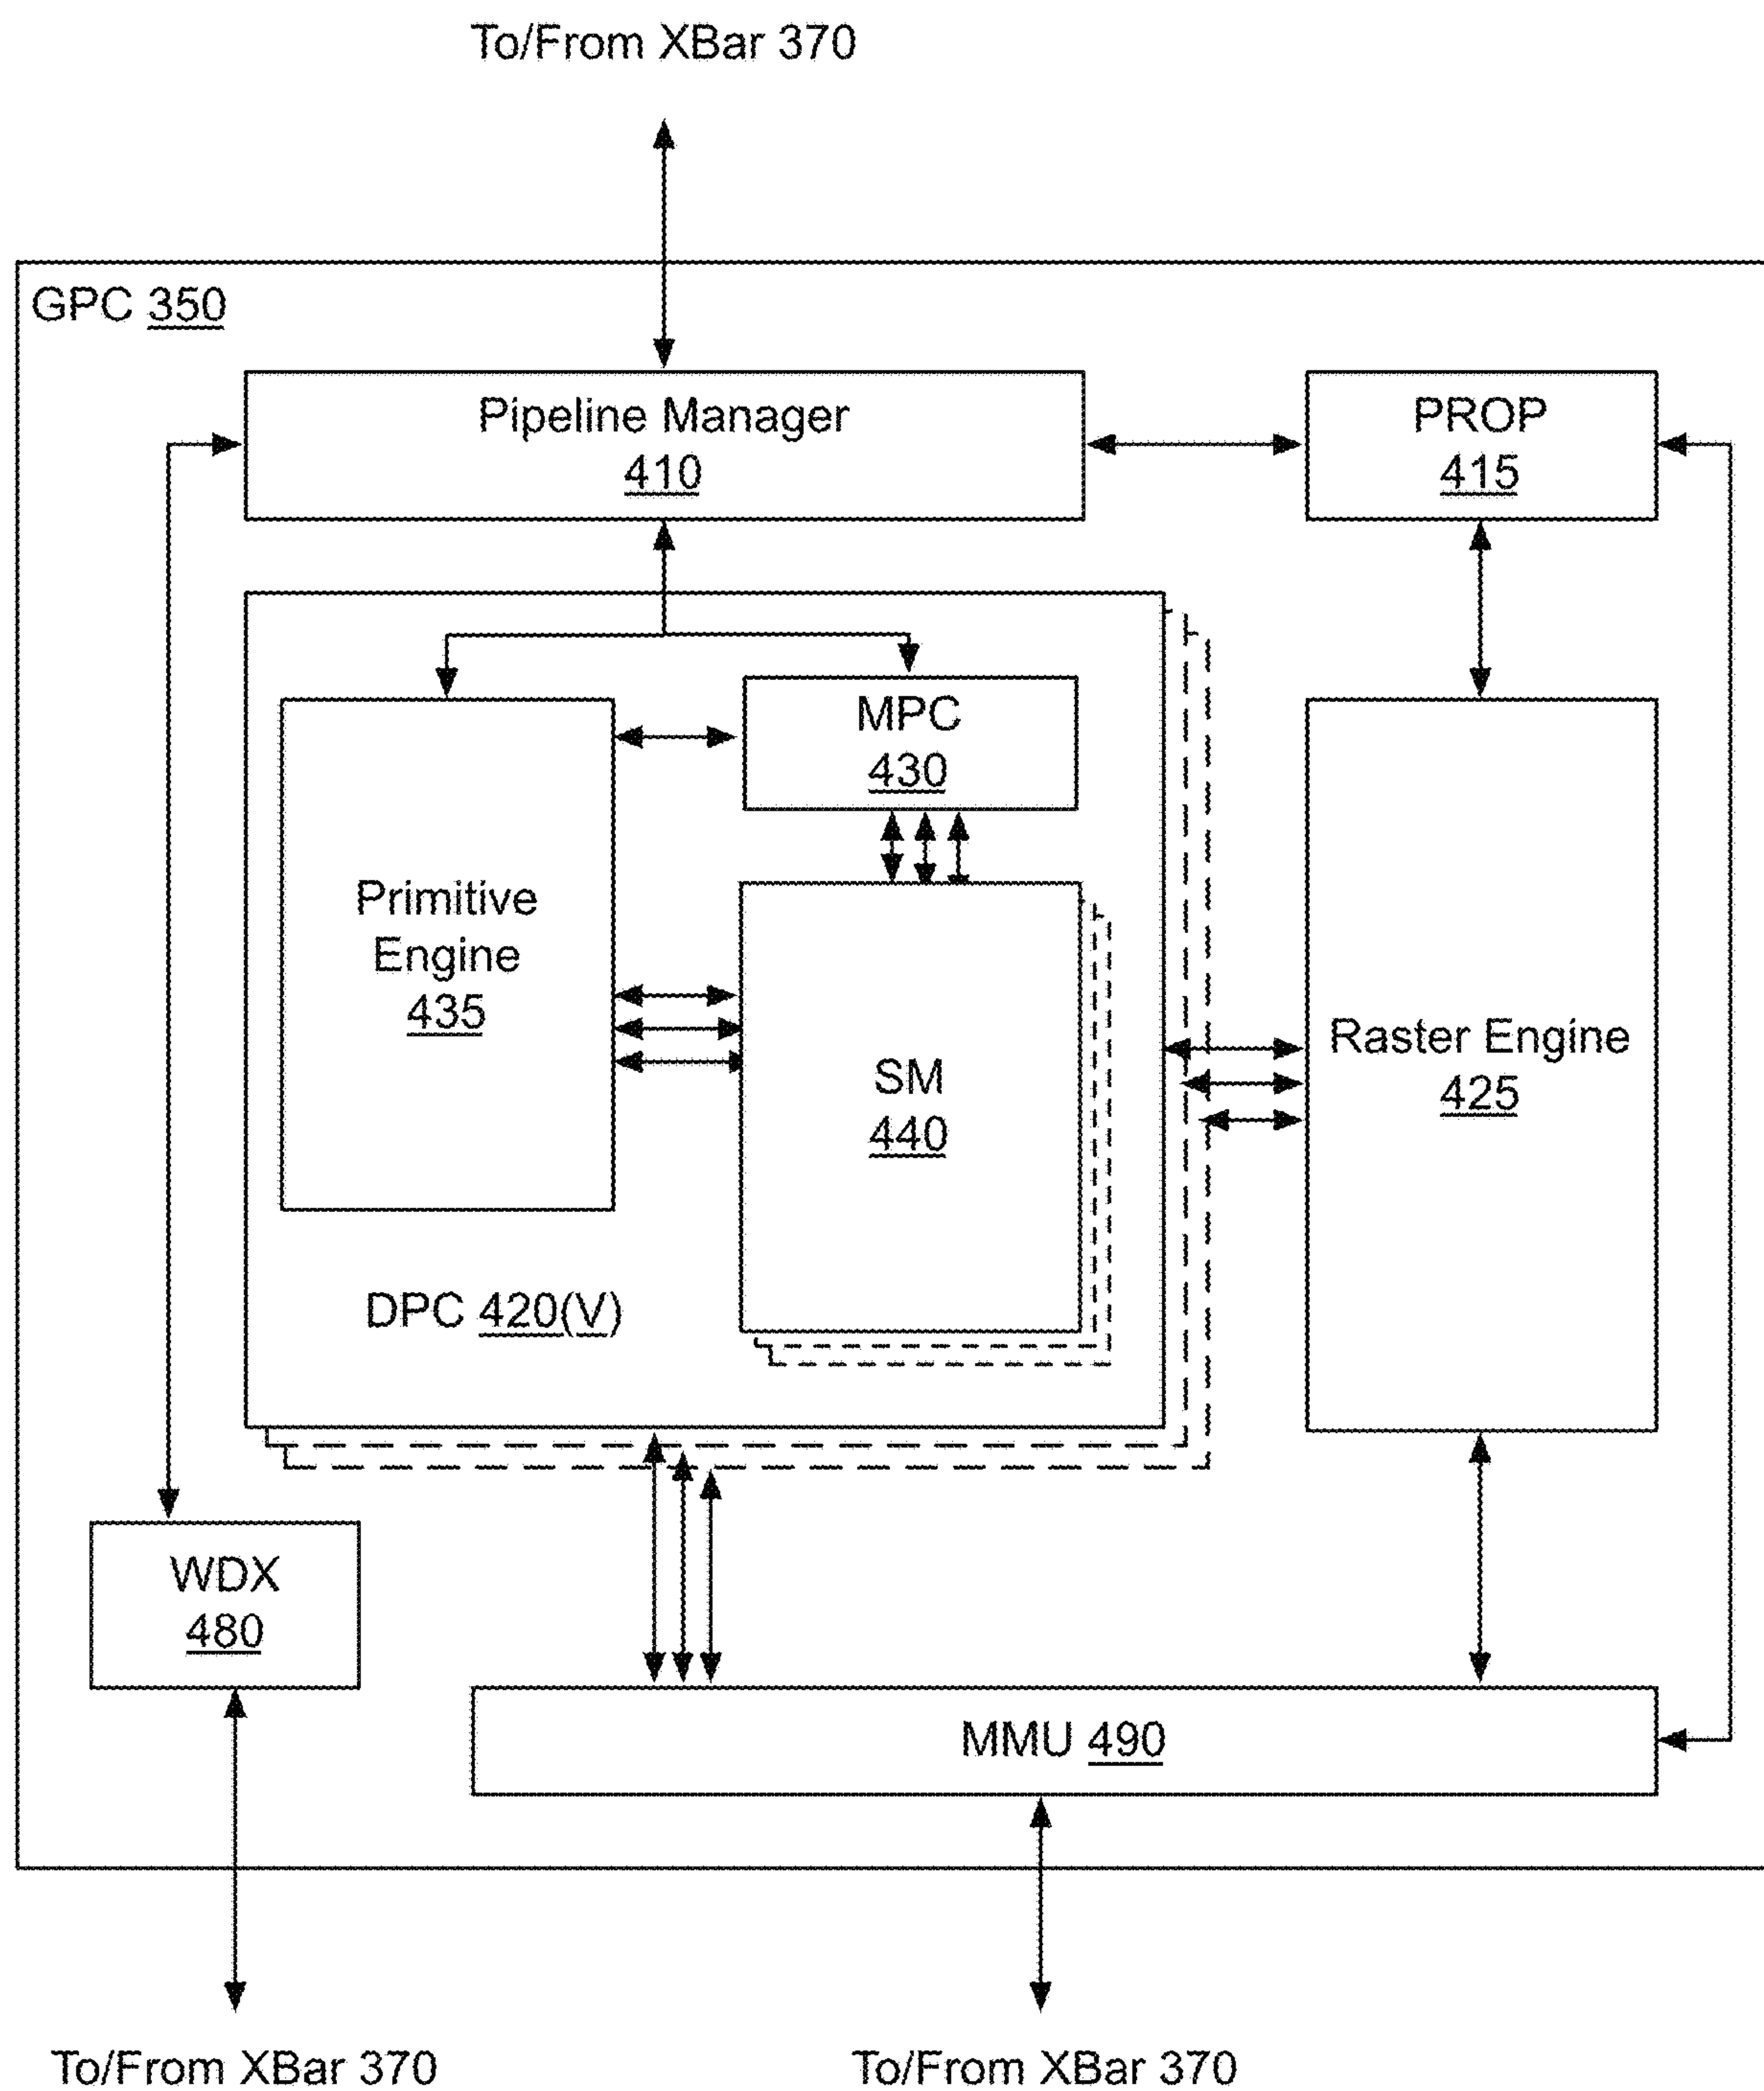 To/From XBar 370
GPC 350
Pipeline Manager
410
PROP
415
MPC
430
Primitive
Engine
435
SM
440
Raster Engine
425
DPC 420(V)
WDX
480
MMU 490
To/From XBar 370
To/From XBar 370